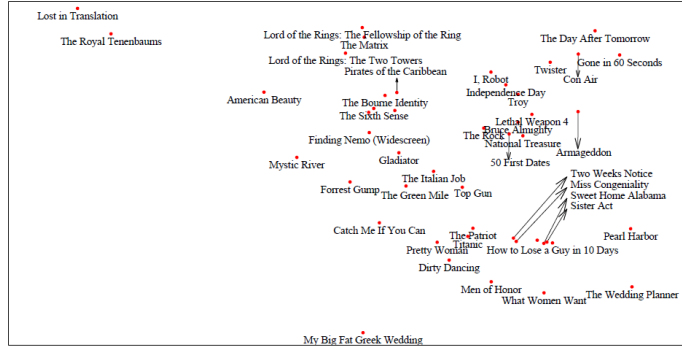 Lost in Translation
The Royal Tenenbaums
Lord of the Rings: The Fellowship of the Ring
The Matrix
Lord of the Rings: The Two Towers
Pirates of the Caribbean
The Day After Tomorrow
Gone in 60 Seconds
Twister
Con Air
I, Robot
Independence Day
Troy
American Beauty
The Bourne Identity
The Sixth Sense
Lethal Weapon 4
Bruce Almighty
The Rock
National Treasure
Armageddon
Finding Nemo (Widescreen)
Mystic River
Gladiator
50 First Dates
The Italian Job
Forrest Gump
The Green Mile
Top Gun
Two Weeks Notice
Miss Congeniality
Sweet Home Alabama
Sister Act
Catch Me If You Can
The Patriot
Titanic
Pretty Woman
How to Lose a Guy in 10 Days
Pearl Harbor
Dirty Dancing
Men of Honor
What Women Want
The Wedding Planner
My Big Fat Greek Wedding